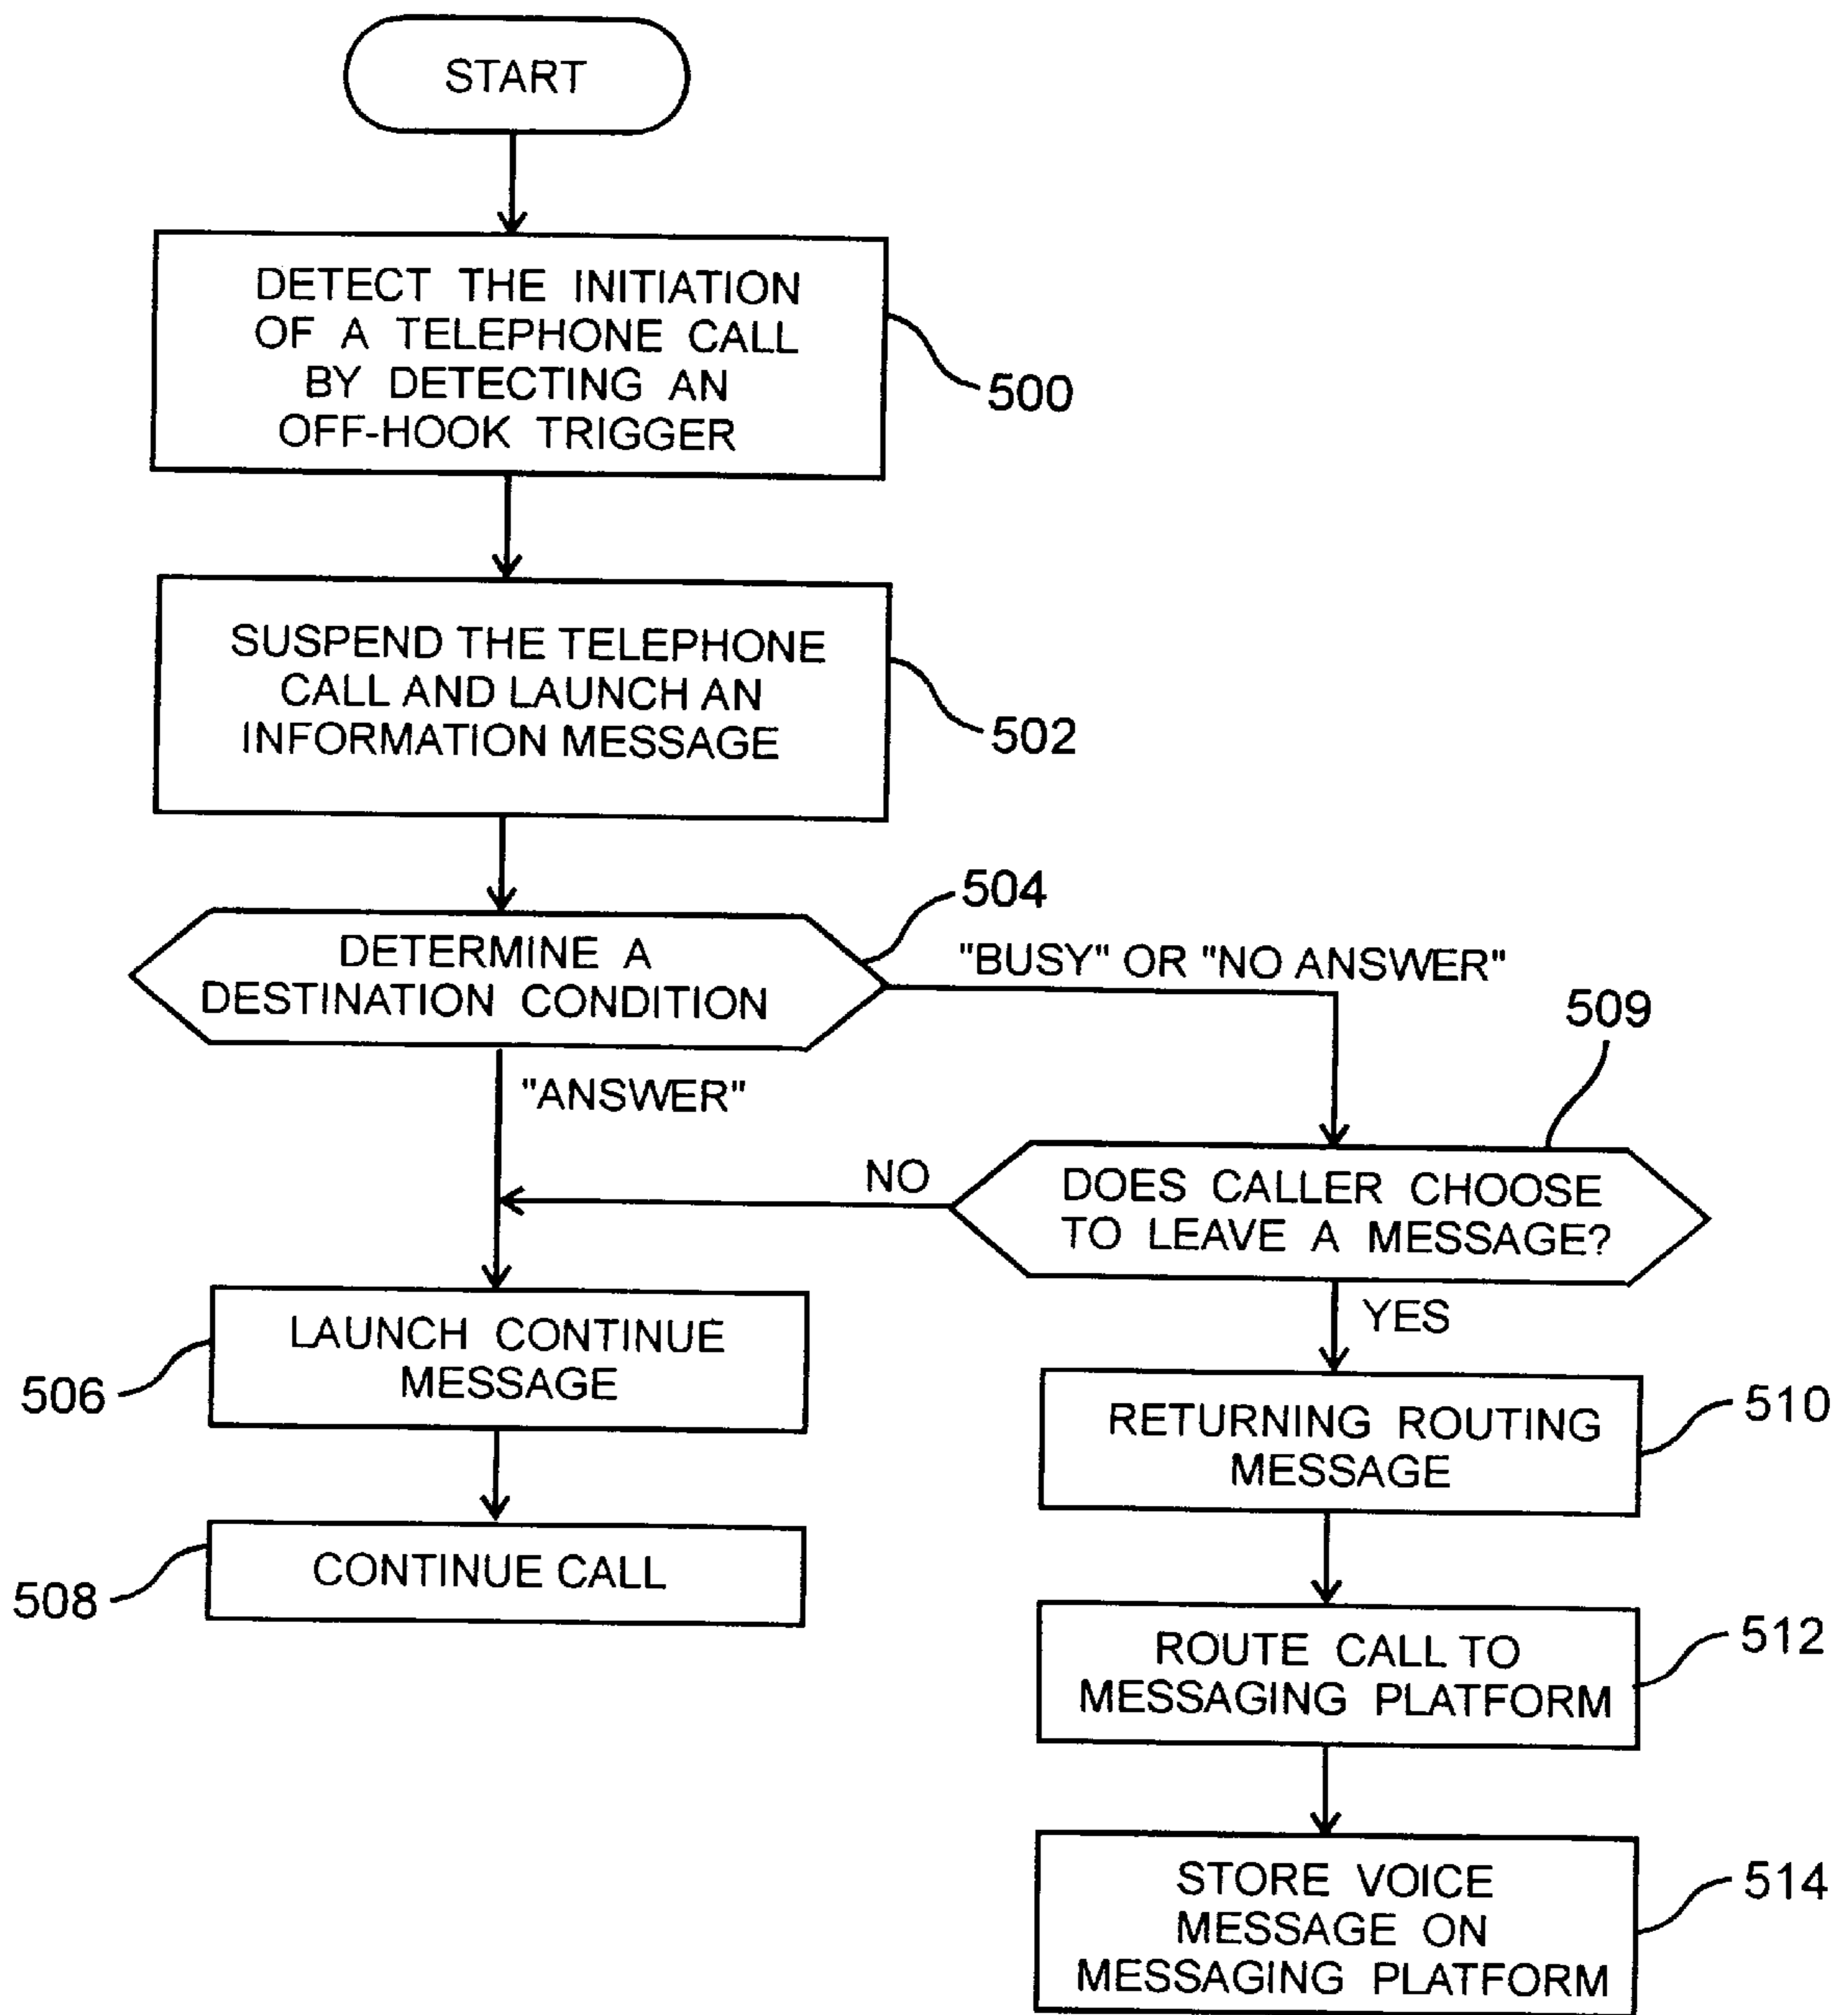 START
DETECT THE INITIATION
OF A TELEPHONE CALL
BY DETECTING AN
OFF-HOOK TRIGGER
500
SUSPEND THE TELEPHONE
CALL AND LAUNCH AN
INFORMATION MESSAGE
502
504
DETERMINE A
DESTINATION CONDITION
"BUSY" OR "NO ANSWER"
509
"ANSWER"
NO
DOES CALLER CHOOSE
TO LEAVE A MESSAGE?
YES
LAUNCH CONTINUE
MESSAGE
506
RETURNING ROUTING
MESSAGE
510
CONTINUE CALL
508
ROUTE CALL TO
MESSAGING PLATFORM
512
STORE VOICE
MESSAGE ON
MESSAGING PLATFORM
514